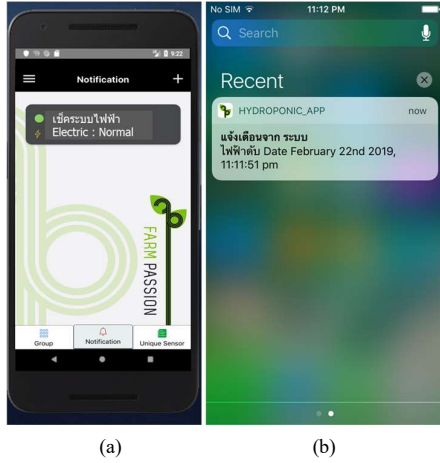 9:22
Notification
เช็คระบบไฟฟ้า
Electric : Normal
FARM PASSION
Group
Notification
Unique Sensor
(a)
No SIM
11:12 PM
Search
Recent
HYDROPONIC_APP
now
แจ้งเตือนจาก ระบบ
ไฟฟ้าดับ Date February 22nd 2019,
11:11:51 pm
(b)